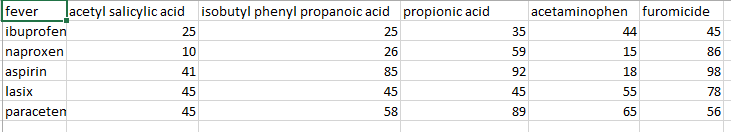 fever acetyl salicylic acid isobutyl phenyl propanoic acid propionic acid acetaminophen furomicide
ibuprofen 25 25 35 44 45
naproxen 10 26 59 15 86
aspirin 41 85 92 18 98
lasix 45 45 45 55 78
paraceten 45 58 89 65 56